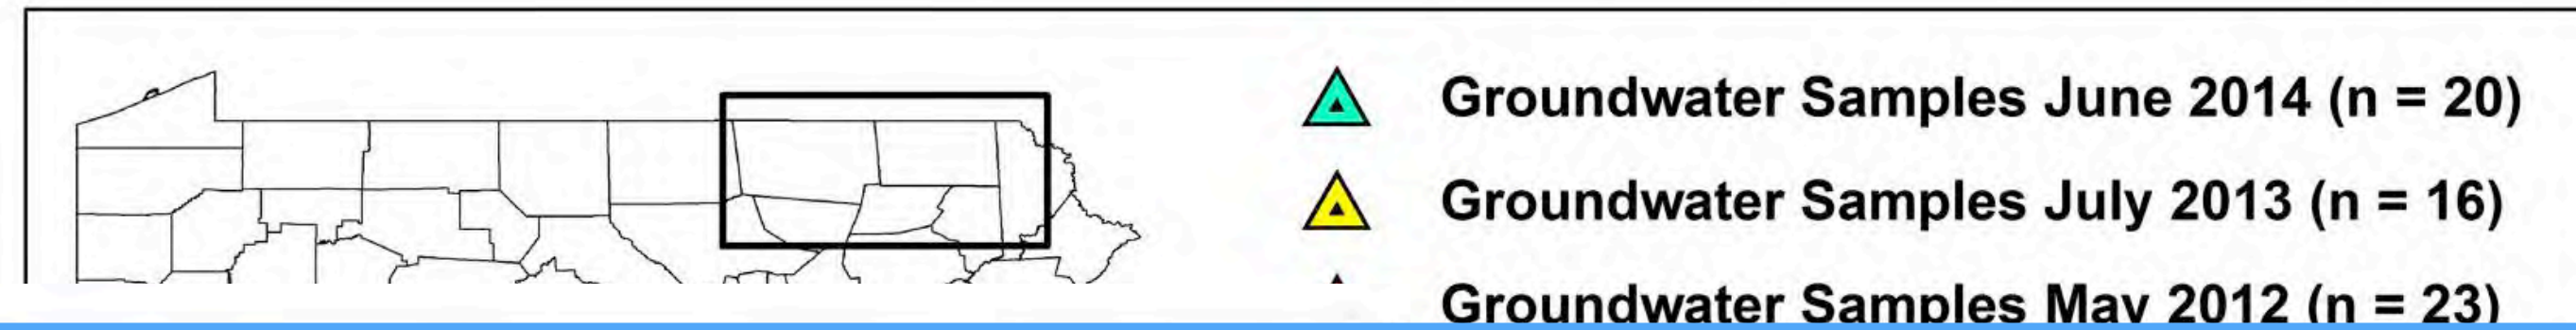 Groundwater Samples June 2014 (n = 20)
Groundwater Samples July 2013 (n = 16)
Groundwater Samples May 2012 (n = 23)